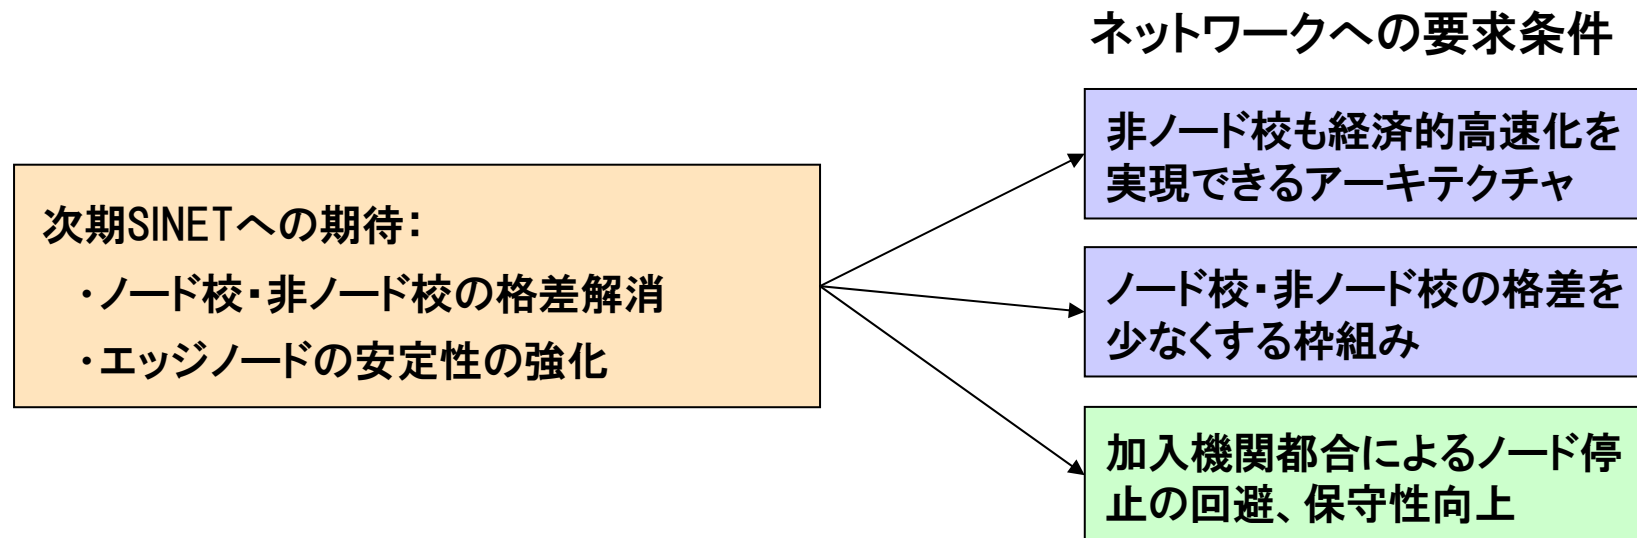 ネットワークへの要求条件
次期SINETへの期待：
・ノード校・非ノード校の格差解消
・エッジノードの安定性の強化
非ノード校も経済的高速化を
実現できるアーキテクチャ
ノード校・非ノード校の格差を
少なくする枠組み
加入機関都合によるノード停
止の回避、保守性向上